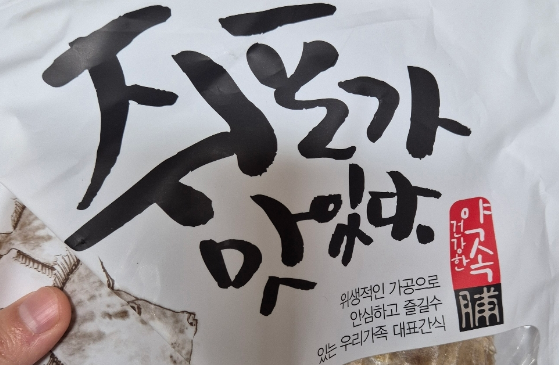 쥐포가
맛있다.
건강한
약속
脯
위생적인 가공으로
안심하고 즐길수
있는 우리가족 대표간식